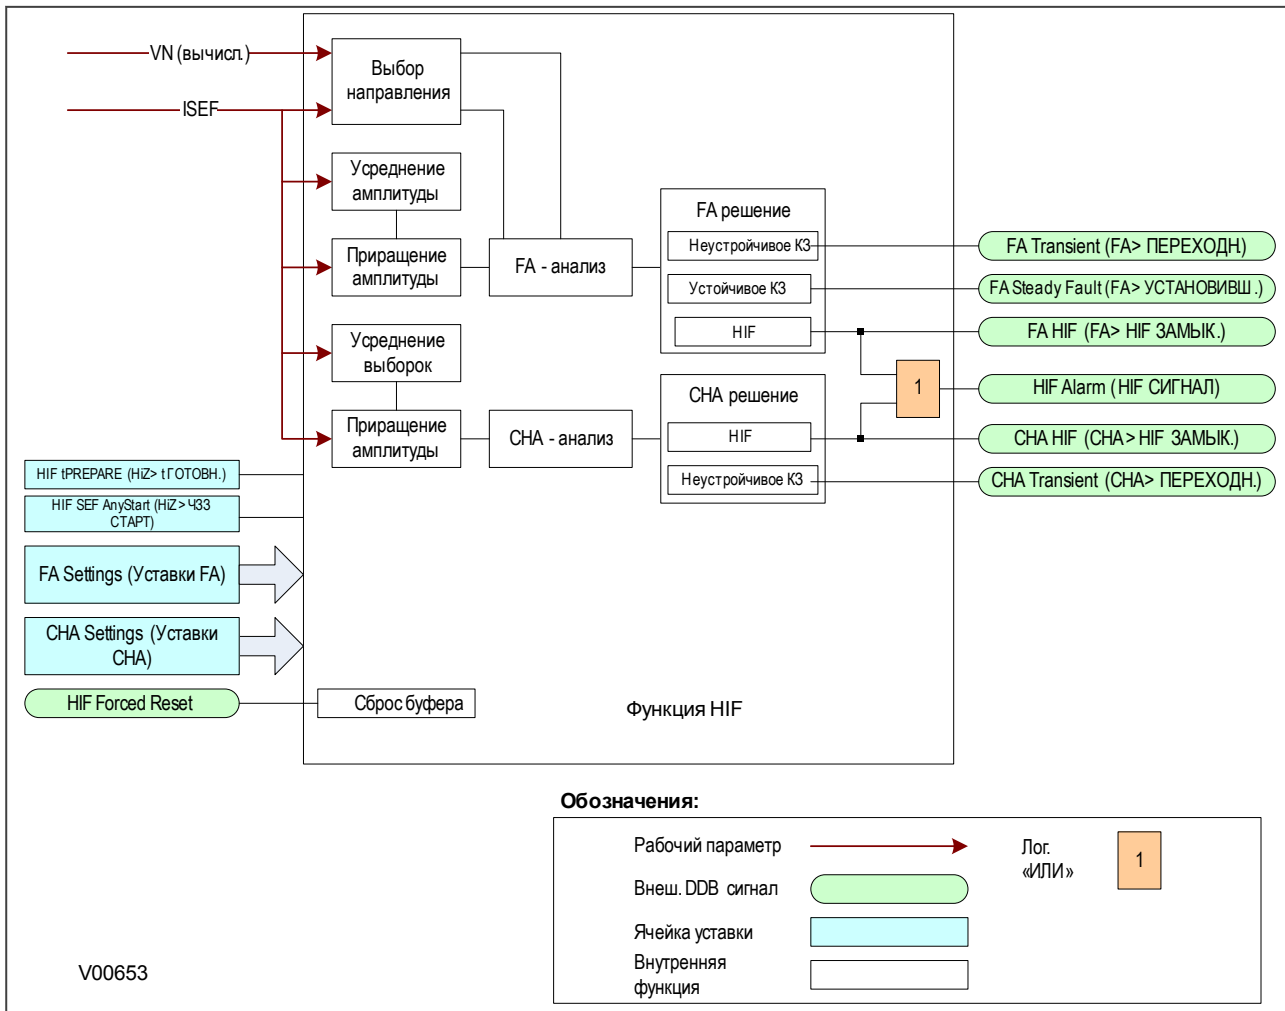 VN (вычисл.)
ISEF
Выбор
направления
Усреднение
амплитуды
Приращение
амплитуды
FA - анализ
Усреднение
выборок
Приращение
амплитуды
CHA - анализ
FA решение
Неустройчивое КЗ
Устойчивое КЗ
HIF
CHA решение
HIF
Неустройчивое КЗ
1
FA Transient (FA> ПЕРЕХОДН.)
FA Steady Fault (FA> УСТАНОВИВШ.)
FA HIF (FA> HIF ЗАМЫК.)
HIF Alarm (HIF СИГНАЛ)
CHA HIF (CHA> HIF ЗАМЫК.)
CHA Transient (CHA> ПЕРЕХОДН.)
HIF tPREPARE (HiZ> t ГОТОВН.)
HIF SEF AnyStart (HiZ> ЧЗЗ
СТАРТ)
FA Settings (Уставки FA)
CHA Settings (Уставки
CHA)
HIF Forced Reset
Сброс буфера
Функция HIF
Обозначения:
Рабочий параметр
Внеш. DDB сигнал
Ячейка уставки
Внутренняя
функция
Лог.
«ИЛИ»
1
V00653